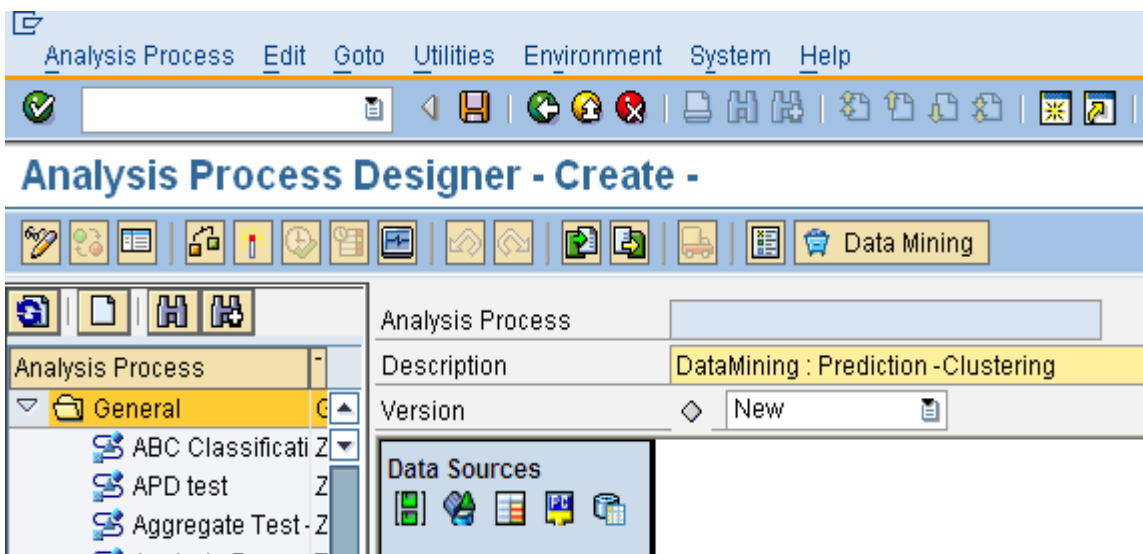 Analysis Process Edit Goto Utilities Environment System Help
Analysis Process Designer - Create -
Data Mining
Analysis Process
Description DataMining : Prediction -Clustering
Version New
Analysis Process
General
ABC Classificati Z
APD test Z
Aggregate Test - Z
Data Sources